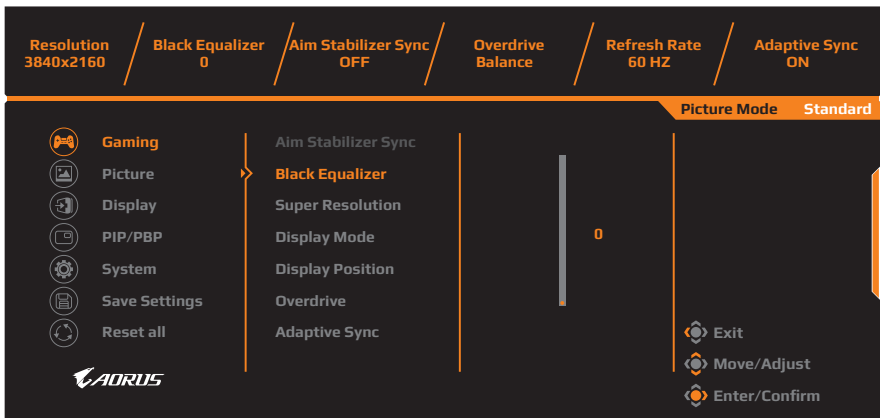 Resolution
3840x2160
Black Equalizer
0
Aim Stabilizer Sync
OFF
Overdrive
Balance
Refresh Rate
60 HZ
Adaptive Sync
ON
Picture Mode Standard
Gaming
Picture
Display
PIP/PBP
System
Save Settings
Reset all
Aim Stabilizer Sync
Black Equalizer
Super Resolution
Display Mode
Display Position
Overdrive
Adaptive Sync
0
Exit
Move/Adjust
Enter/Confirm
AORUS